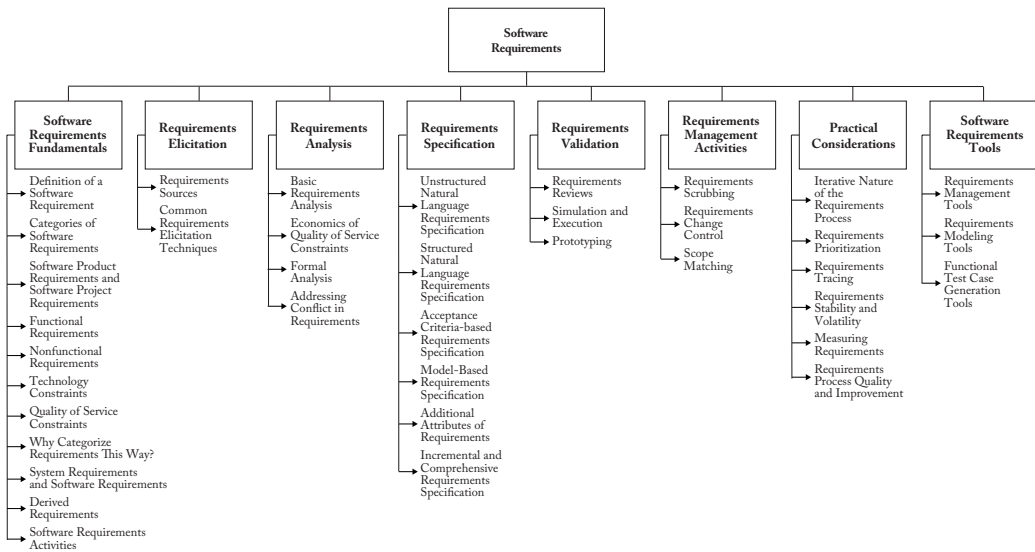 Software
Requirements
Software
Requirements
Fundamentals
Definition of a
Software
Requirement
Categories of
Software
Requirements
Software Product
Requirements and
Software Project
Requirements
Functional
Requirements
Nonfunctional
Requirements
Technology
Constraints
Quality of Service
Constraints
Why Categorize
Requirements This Way?
System Requirements
and Software Requirements
Derived
Requirements
Software Requirements
Activities
Requirements
Elicitation
Requirements
Sources
Common
Requirements
Elicitation
Techniques
Requirements
Analysis
Basic
Requirements
Analysis
Economics of
Quality of Service
Constraints
Formal
Analysis
Addressing
Conflict in
Requirements
Requirements
Specification
Unstructured
Natural
Language
Requirements
Specification
Structured
Natural
Language
Requirements
Specification
Acceptance
Criteria-based
Requirements
Specification
Model-Based
Requirements
Specification
Additional
Attributes of
Requirements
Incremental and
Comprehensive
Requirements
Specification
Requirements
Validation
Requirements
Reviews
Simulation and
Execution
Prototyping
Requirements
Management
Activities
Requirements
Scrubbing
Requirements
Change
Control
Scope
Matching
Practical
Considerations
Iterative Nature
of the
Requirements
Process
Requirements
Prioritization
Requirements
Tracing
Requirements
Stability and
Volatility
Measuring
Requirements
Requirements
Process Quality
and Improvement
Software
Requirements
Tools
Requirements
Management
Tools
Requirements
Modeling
Tools
Functional
Test Case
Generation
Tools